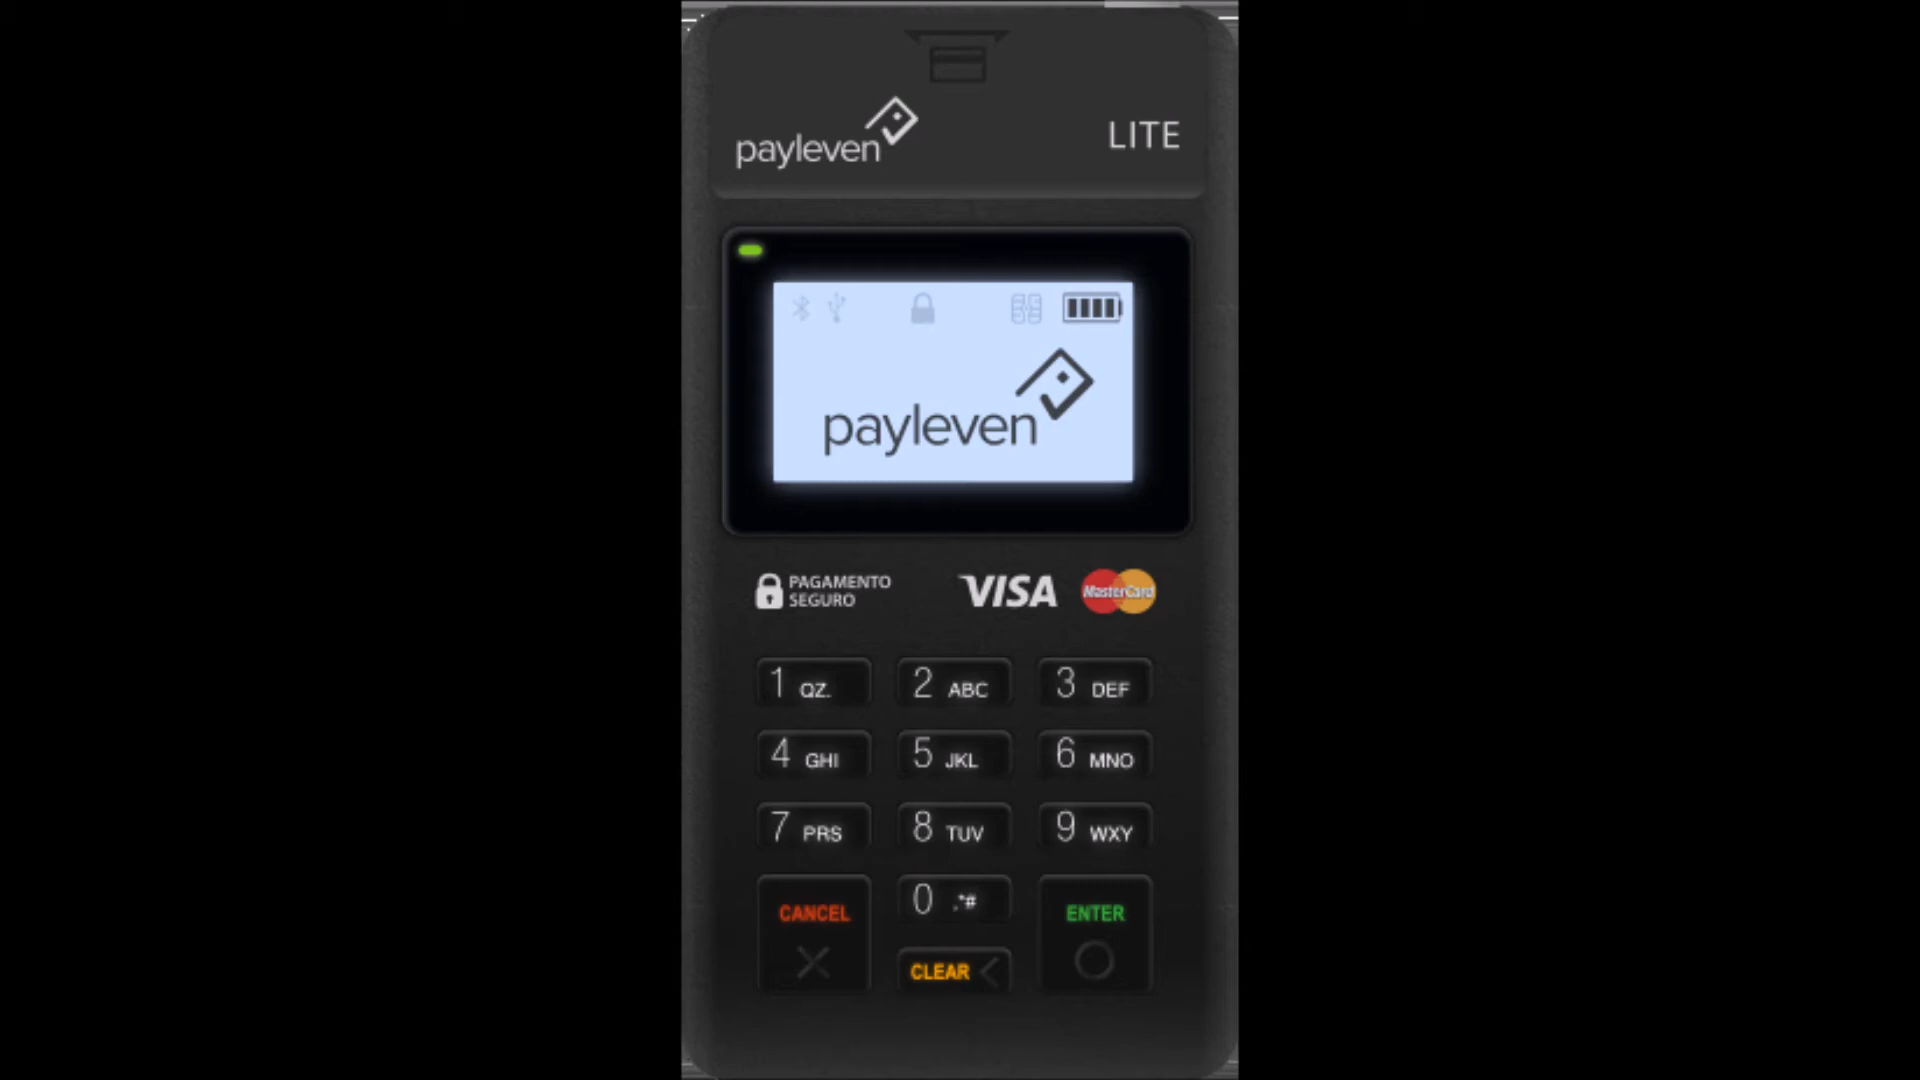 payleven
LITE
payleven
PAGAMENTO
SEGURO
VISA
MasterCard
1 QZ.
2 ABC
3 DEF
4 GHI
5 JKL
6 MNO
7 PRS
8 TUV
9 WXY
CANCEL
0 .*#
ENTER
CLEAR